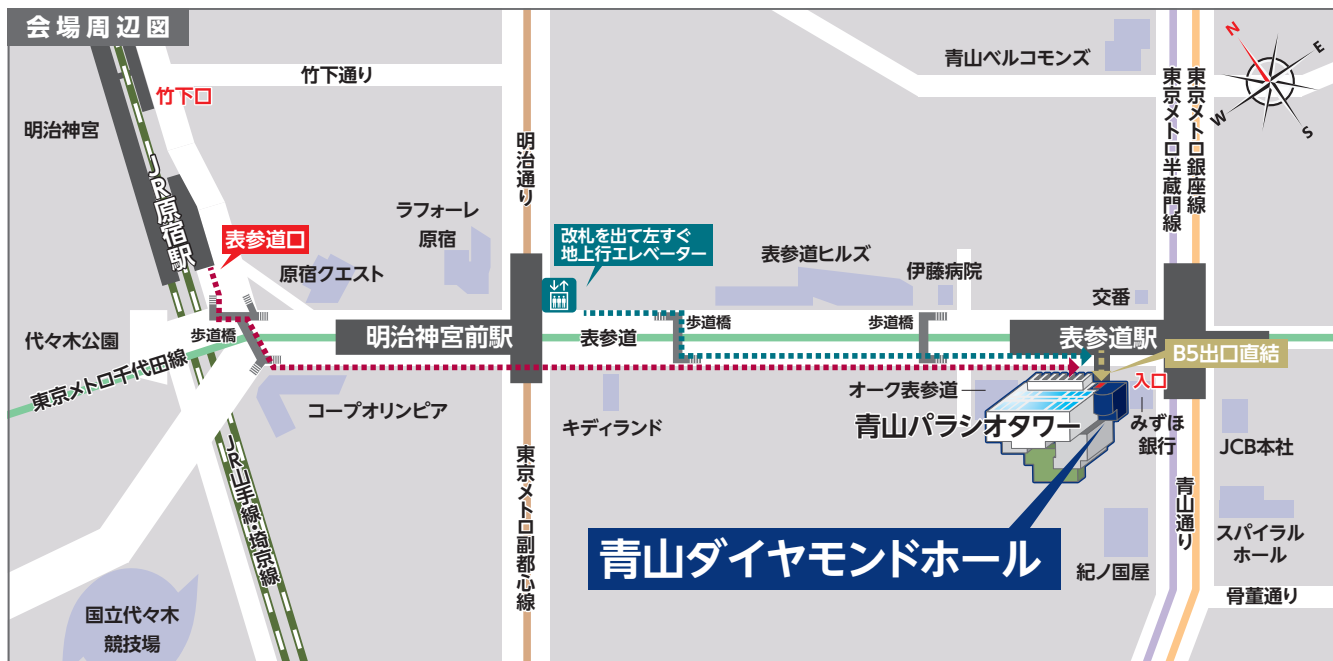 会場周辺図
N
E
W
S
竹下通り
竹下口
明治神宮
JR原宿駅
青山ベルコモンズ
東京メトロ半蔵門線
東京メトロ銀座線
明治通り
ラフォーレ
原宿
表参道口
原宿クエスト
改札を出て左すぐ
地上行エレベーター
表参道ヒルズ
伊藤病院
交番
代々木公園
歩道橋
明治神宮前駅
表参道
歩道橋
歩道橋
表参道駅
B5出口直結
東京メトロ千代田線
入口
オーク表参道
コープオリンピア
キディランド
青山パラシオタワー
みずほ
銀行
JCB本社
JR山手線・埼京線
東京メトロ副都心線
青山通り
スパイラル
ホール
青山ダイヤモンドホール
紀ノ国屋
骨董通り
国立代々木
競技場